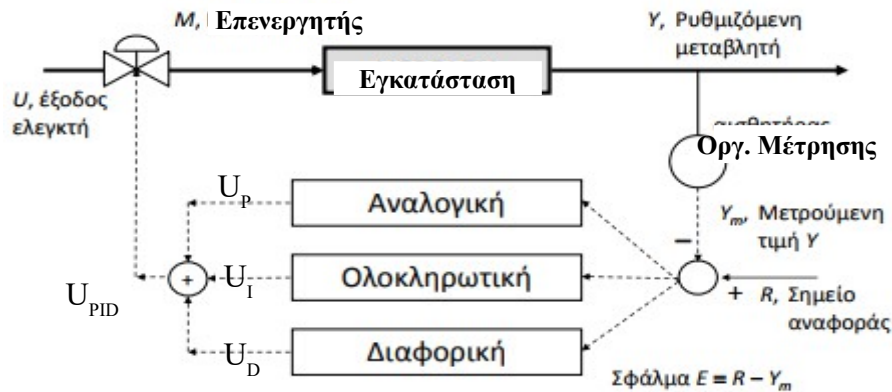 M, Επενεργητής
Y, Ρυθμιζόμενη
μεταβλητή
Εγκατάσταση
U, έξοδος
ελεγκτή
Οργ. Μέτρησης
U_P
Αναλογική
Y_m, Μετρούμενη
τιμή Y
−
+
U_I
Ολοκληρωτική
U_PID
+
R, Σημείο
αναφοράς
U_D
Διαφορική
Σφάλμα E = R − Y_m